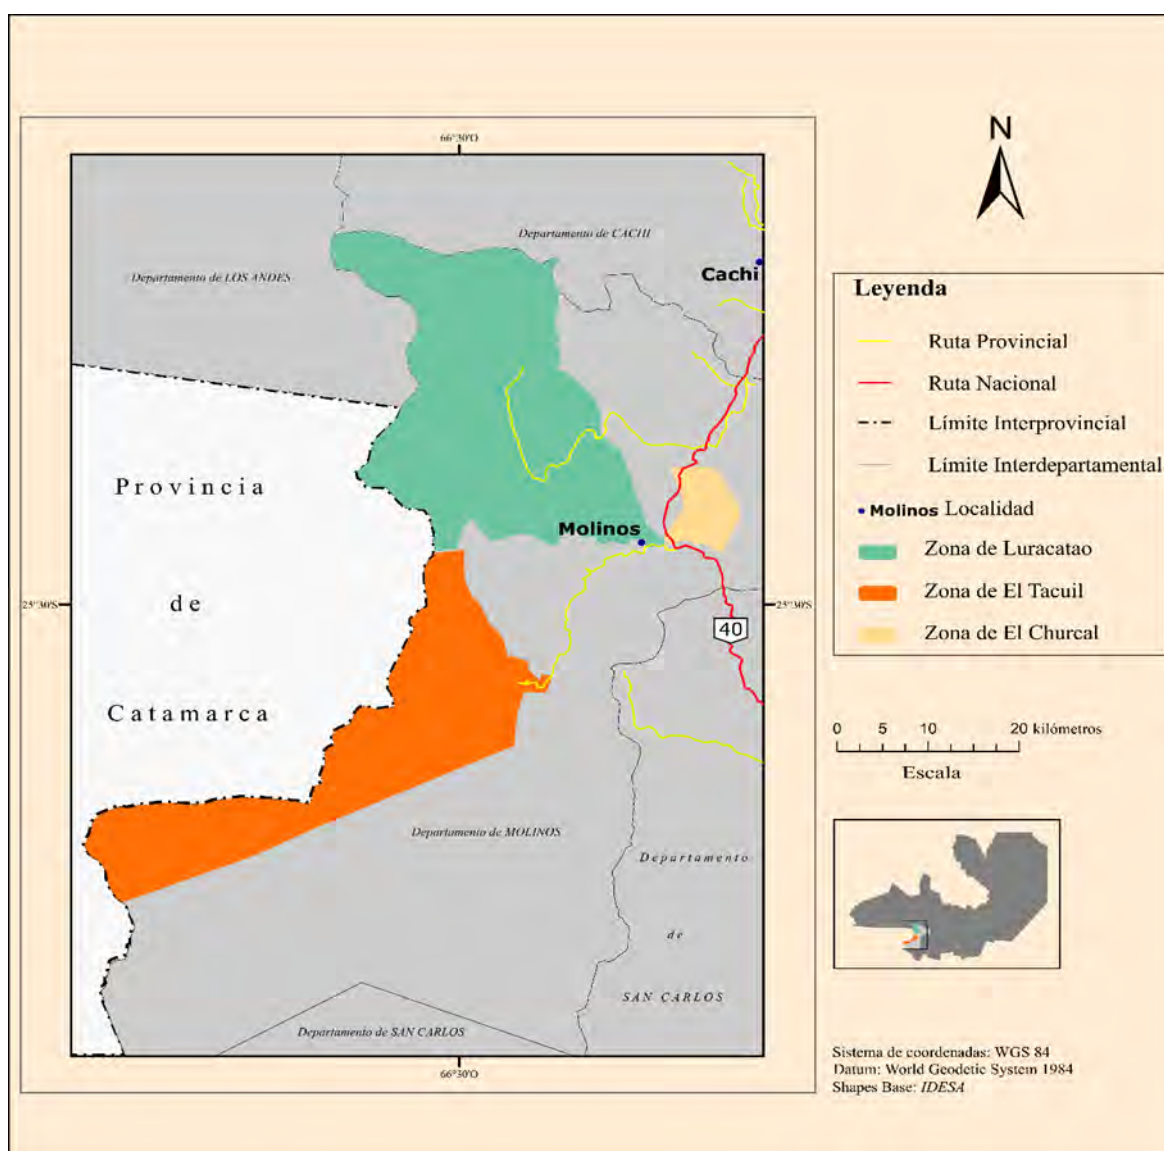 66°30'O
N
Departamento de CACHI
Departamento de LOS ANDES
Cachi
Provincia
de
Catamarca
Molinos
25°30'S
25°30'S
40
Departamento de MOLINOS
Departamento
de
SAN CARLOS
Departamento de SAN CARLOS
66°30'O
Leyenda
Ruta Provincial
Ruta Nacional
Límite Interprovincial
Límite Interdepartamental
Molinos Localidad
Zona de Luracatao
Zona de El Tacuil
Zona de El Churcal
0 5 10 20 kilómetros
Escala
Sistema de coordenadas: WGS 84
Datum: World Geodetic System 1984
Shapes Base: IDESA